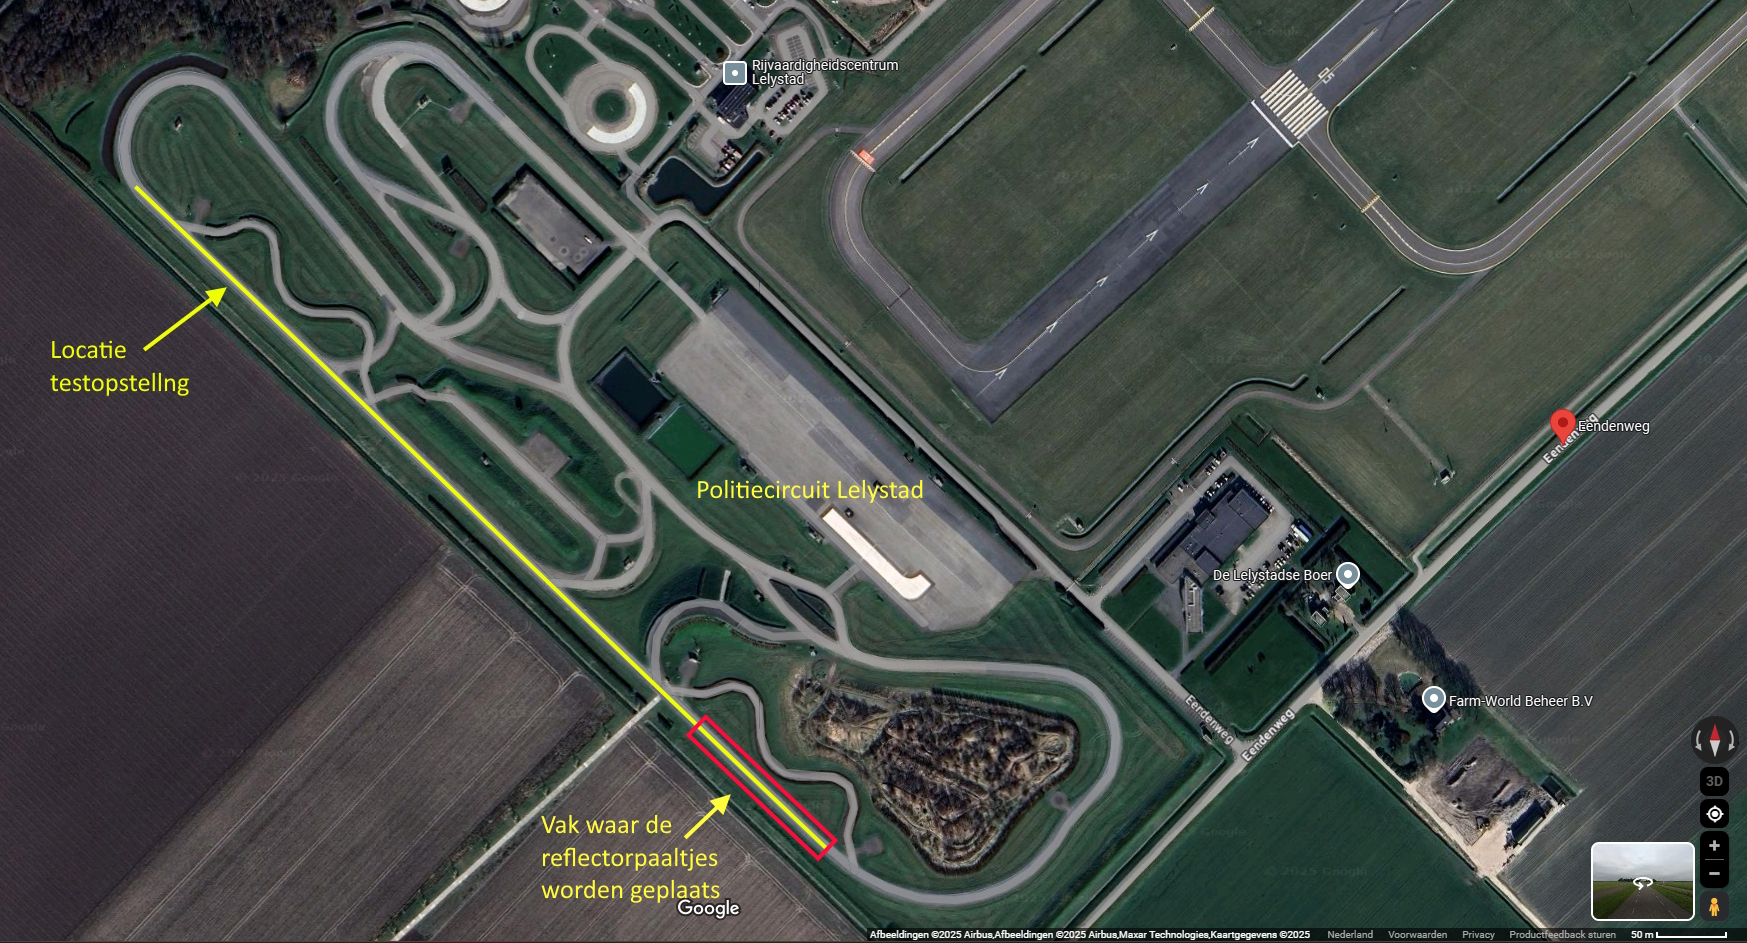 Rijvaardigheidscentrum
Lelystad
25
Locatie
testopstellng
Eendenweg
Eendenweg
Politiecircuit Lelystad
De Lelystadse Boer
Farm-World Beheer B.V
Eendenweg
Eendenweg
3D
Vak waar de
reflectorpaaltjes
worden geplaats
Google
Afbeeldingen ©2025 Airbus,Afbeeldingen ©2025 Airbus,Maxar Technologies,Kaartgegevens ©2025 Nederland Voorwaarden Privacy Productfeedback sturen 50 m